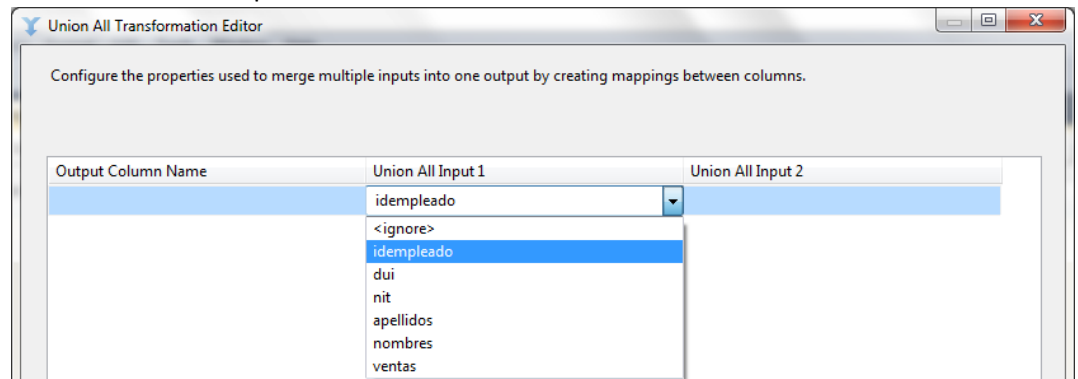 Union All Transformation Editor
Configure the properties used to merge multiple inputs into one output by creating mappings between columns.
Output Column Name Union All Input 1 Union All Input 2
idempleado
<ignore>
idempleado
dui
nit
apellidos
nombres
ventas